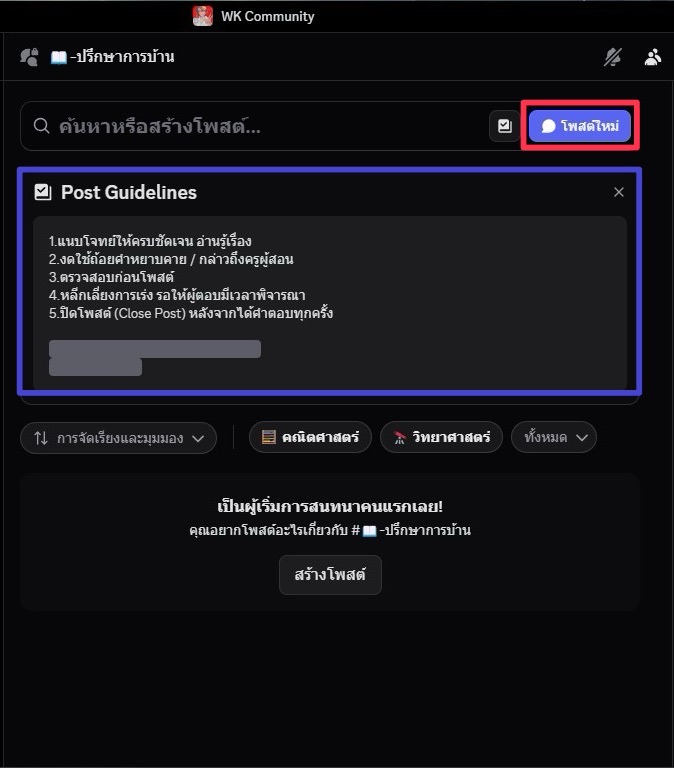 WK Community
-ปรึกษาการบ้าน
ค้นหาหรือสร้างโพสต์...
โพสต์ใหม่
Post Guidelines
1.แนบโจทย์ให้ครบชัดเจน อ่านรู้เรื่อง
2.งดใช้ถ้อยคำหยาบคาย / กล่าวถึงครูผู้สอน
3.ตรวจสอบก่อนโพสต์
4.หลีกเลี่ยงการเร่ง รอให้ผู้ตอบมีเวลาพิจารณา
5.ปิดโพสต์ (Close Post) หลังจากได้คำตอบทุกครั้ง
การจัดเรียงและมุมมอง
คณิตศาสตร์
วิทยาศาสตร์
ทั้งหมด
เป็นผู้เริ่มการสนทนาคนแรกเลย!
คุณอยากโพสต์อะไรเกี่ยวกับ #📖-ปรึกษาการบ้าน
สร้างโพสต์